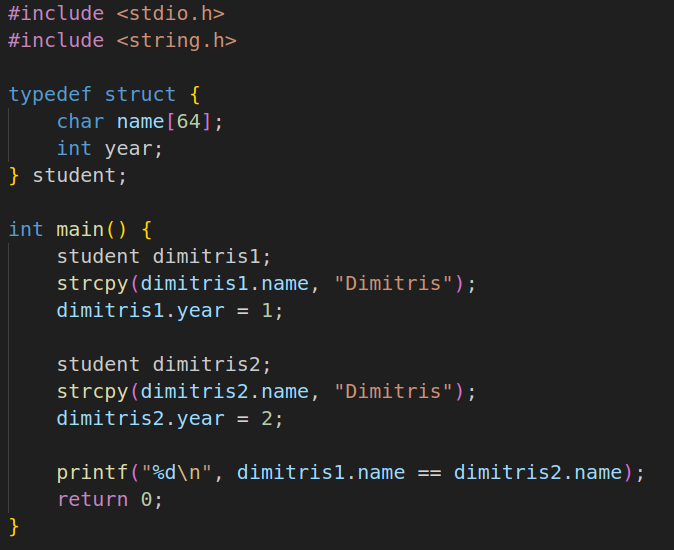 #include <stdio.h>
#include <string.h>

typedef struct {
    char name[64];
    int year;
} student;

int main() {
    student dimitris1;
    strcpy(dimitris1.name, "Dimitris");
    dimitris1.year = 1;

    student dimitris2;
    strcpy(dimitris2.name, "Dimitris");
    dimitris2.year = 2;

    printf("%d\n", dimitris1.name == dimitris2.name);
    return 0;
}